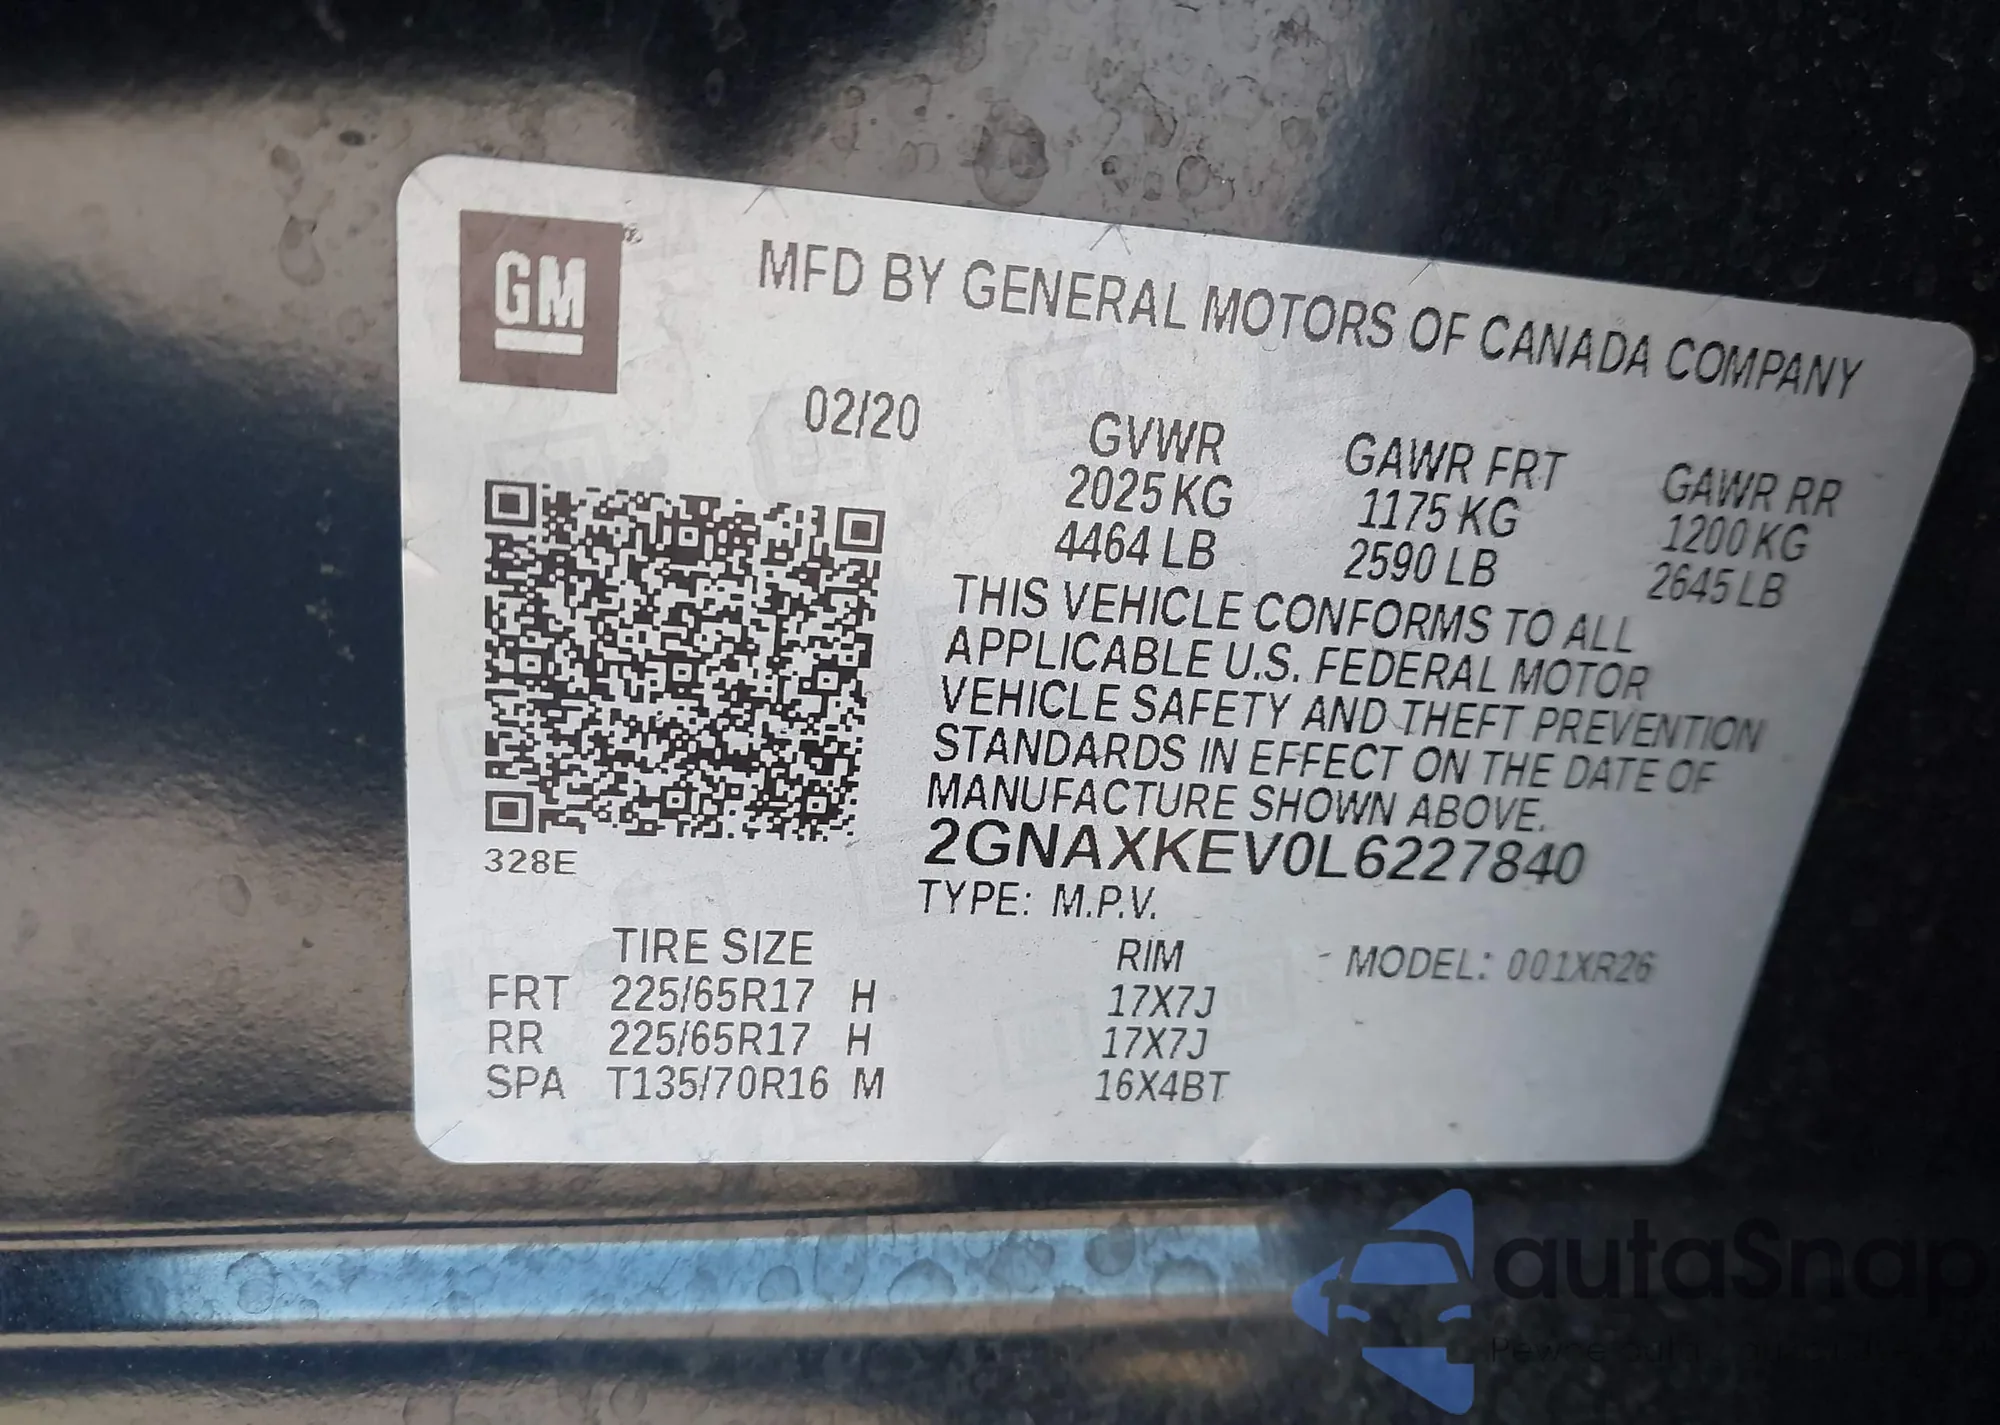 GM
MFD BY GENERAL MOTORS OF CANADA COMPANY
02/20
GVWR GAWR FRT GAWR RR
2025 KG 1175 KG 1200 KG
4464 LB 2590 LB 2645 LB
THIS VEHICLE CONFORMS TO ALL
APPLICABLE U.S. FEDERAL MOTOR
VEHICLE SAFETY AND THEFT PREVENTION
STANDARDS IN EFFECT ON THE DATE OF
MANUFACTURE SHOWN ABOVE.
2GNAXKEV0L6227840
328E
TYPE: M.P.V.
TIRE SIZE RIM MODEL: 001XR26
FRT 225/65R17 H 17X7J
RR 225/65R17 H 17X7J
SPA T135/70R16 M 16X4BT
autaSnap